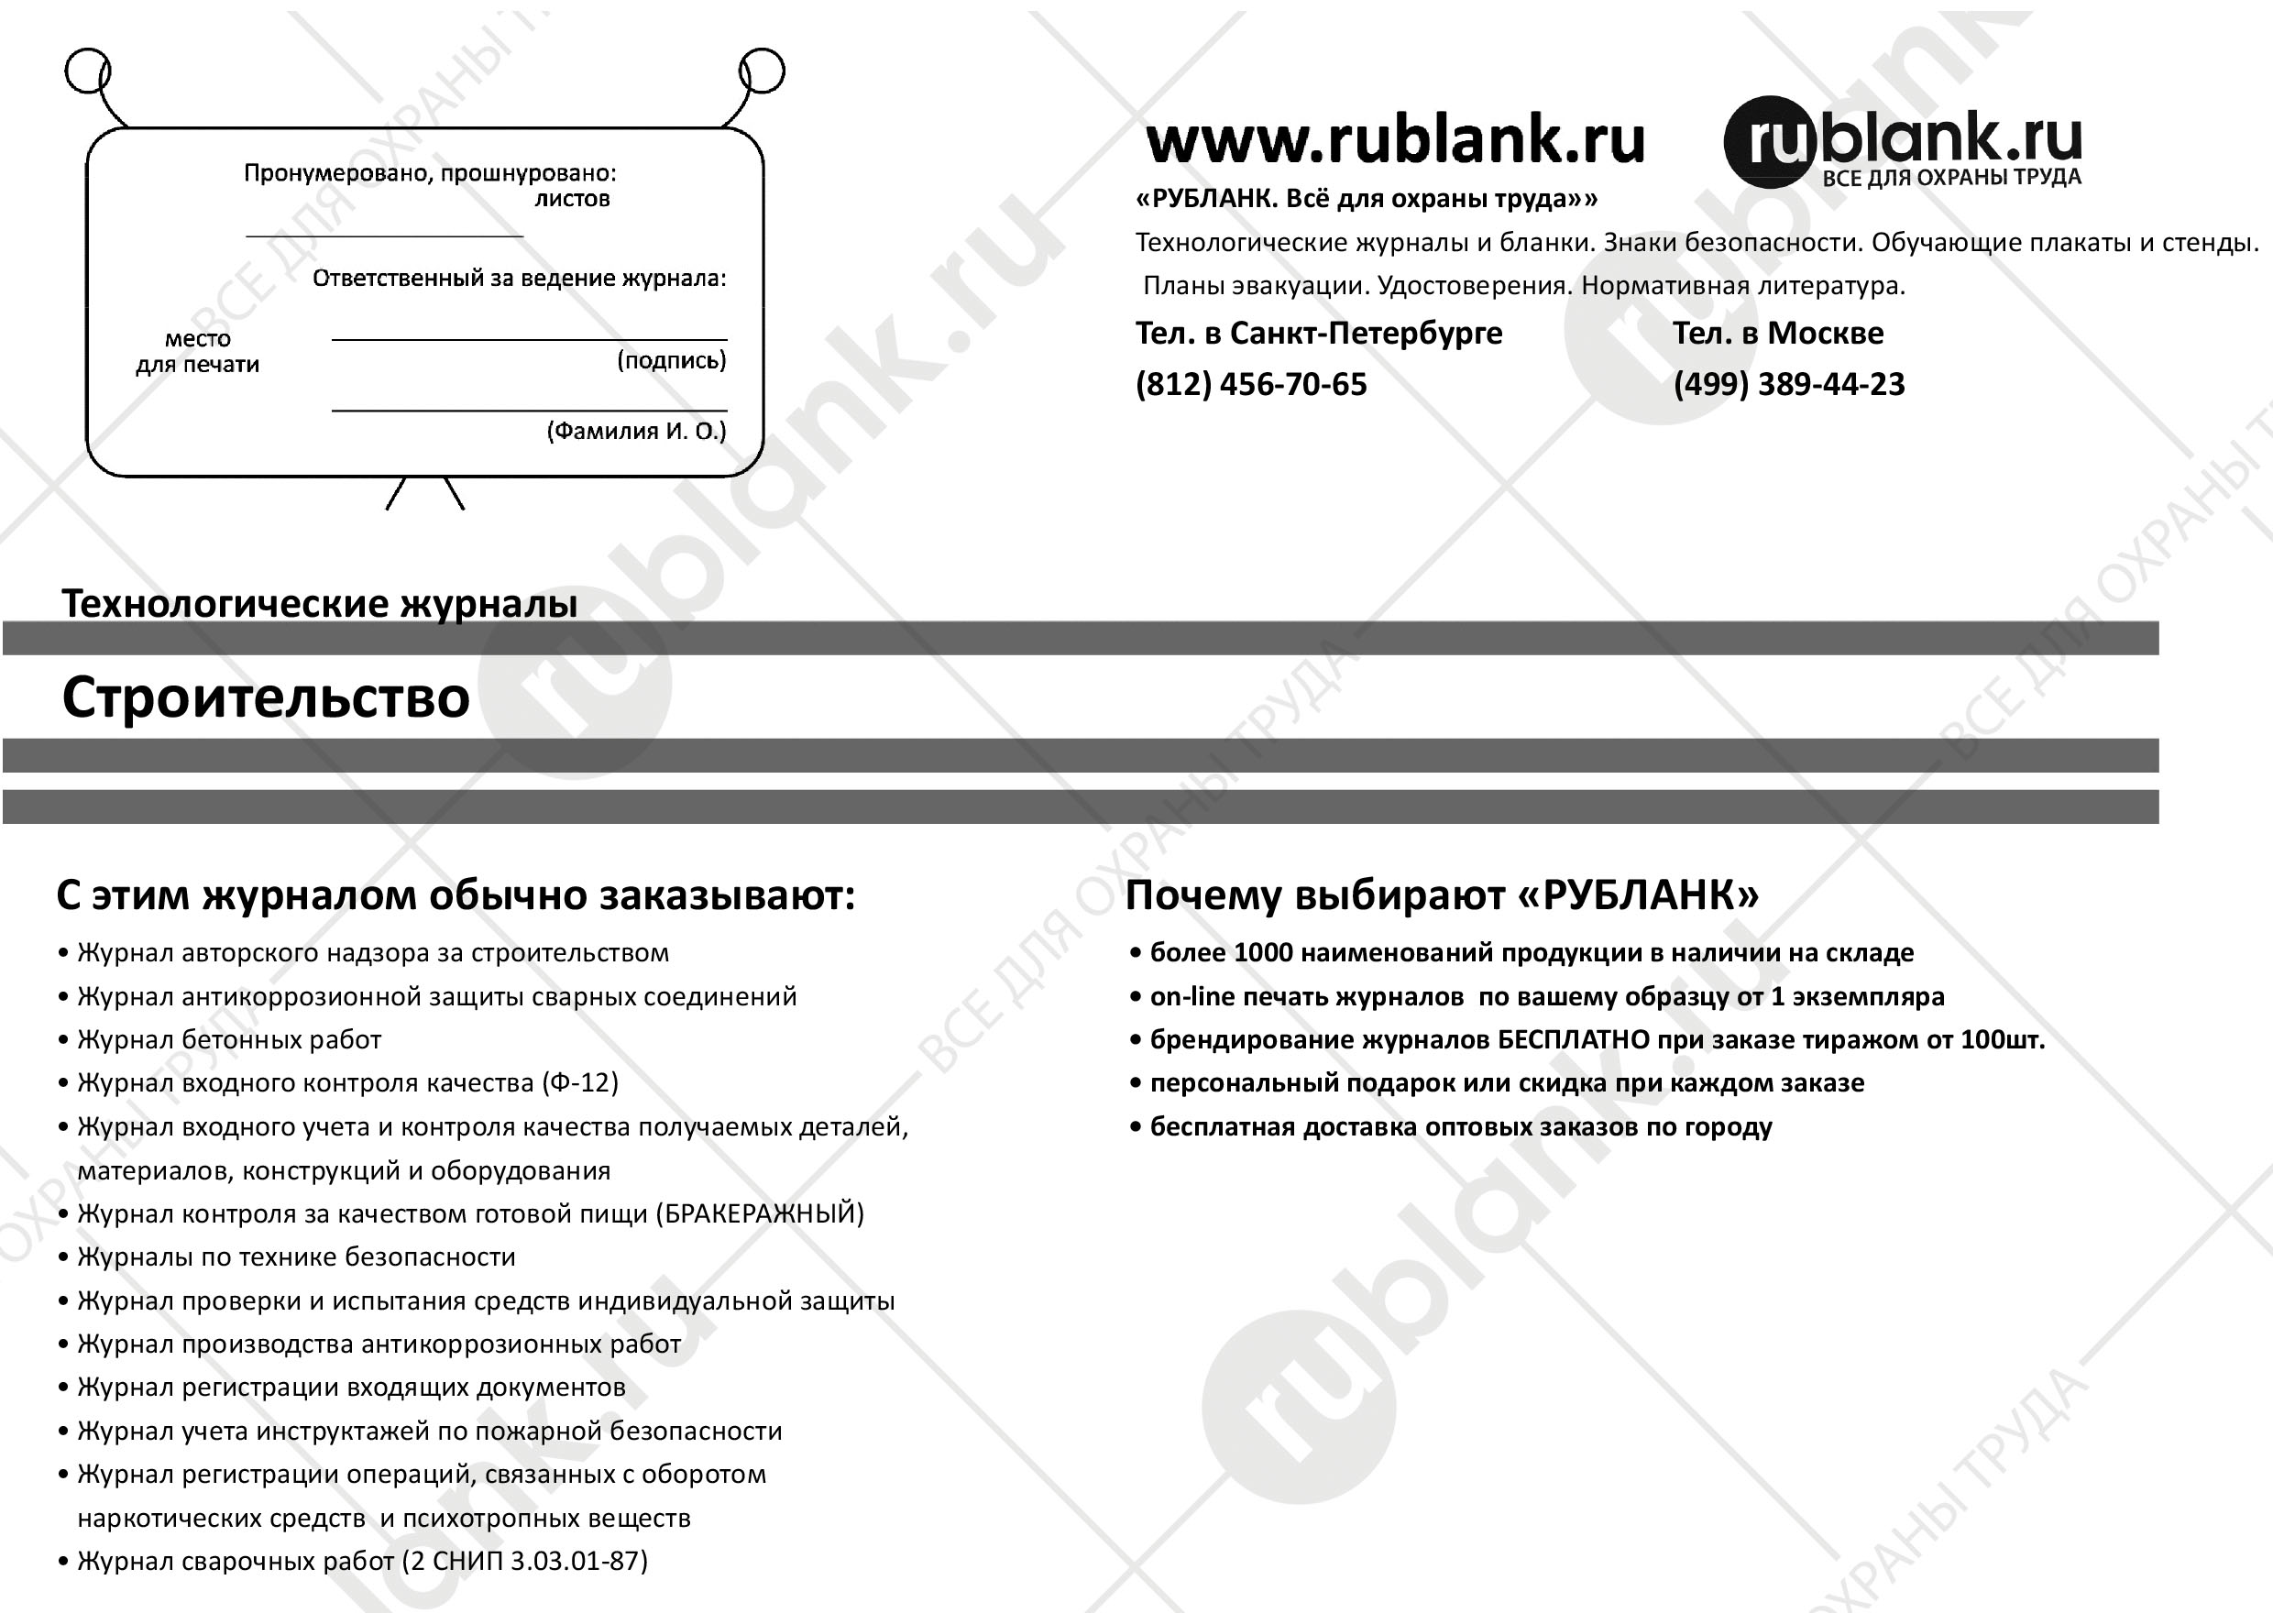 Пронумеровано, прошнуровано:
листов
Ответственный за ведение журнала:
место
для печати
(подпись)
(Фамилия И. О.)
www.rublank.ru
rublank.ru
ВСЕ ДЛЯ ОХРАНЫ ТРУДА
«РУБЛАНК. Всё для охраны труда»»
Технологические журналы и бланки. Знаки безопасности. Обучающие плакаты и стенды.
Планы эвакуации. Удостоверения. Нормативная литература.
Тел. в Санкт-Петербурге
(812) 456-70-65
Тел. в Москве
(499) 389-44-23
Технологические журналы
Строительство
С этим журналом обычно заказывают:
• Журнал авторского надзора за строительством
• Журнал антикоррозионной защиты сварных соединений
• Журнал бетонных работ
• Журнал входного контроля качества (Ф-12)
• Журнал входного учета и контроля качества получаемых деталей,
материалов, конструкций и оборудования
• Журнал контроля за качеством готовой пищи (БРАКЕРАЖНЫЙ)
• Журналы по технике безопасности
• Журнал проверки и испытания средств индивидуальной защиты
• Журнал производства антикоррозионных работ
• Журнал регистрации входящих документов
• Журнал учета инструктажей по пожарной безопасности
• Журнал регистрации операций, связанных с оборотом
наркотических средств  и психотропных веществ
• Журнал сварочных работ (2 СНИП 3.03.01-87)
Почему выбирают «РУБЛАНК»
• более 1000 наименований продукции в наличии на складе
• on-line печать журналов  по вашему образцу от 1 экземпляра
• брендирование журналов БЕСПЛАТНО при заказе тиражом от 100шт.
• персональный подарок или скидка при каждом заказе
• бесплатная доставка оптовых заказов по городу
rublank.ru
ВСЕ ДЛЯ ОХРАНЫ ТРУДА